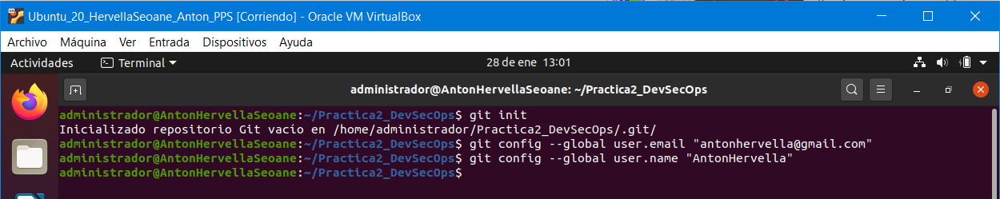 Ubuntu_20_HervellaSeoane_Anton_PPS [Corriendo] - Oracle VM VirtualBox
Archivo Máquina Ver Entrada Dispositivos Ayuda
Actividades Terminal 28 de ene 13:01
administrador@AntonHervellaSeoane: ~/Practica2_DevSecOps
administrador@AntonHervellaSeoane:~/Practica2_DevSecOps$ git init
Inicializado repositorio Git vacío en /home/administrador/Practica2_DevSecOps/.git/
administrador@AntonHervellaSeoane:~/Practica2_DevSecOps$ git config --global user.email "antonhervella@gmail.com"
administrador@AntonHervellaSeoane:~/Practica2_DevSecOps$ git config --global user.name "AntonHervella"
administrador@AntonHervellaSeoane:~/Practica2_DevSecOps$